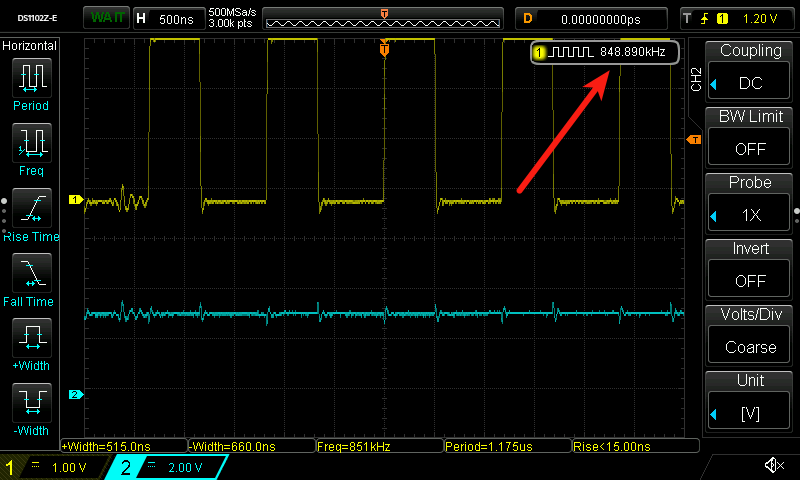 DS1102Z-E WAIT H 500ns 500MSa/s 3.00k pts T D 0.00000000ps T 1 1.20 V
Horizontal
Period
Freq
Rise Time
Fall Time
+Width
-Width
T
1 848.890kHz
T
1
2
+Width=515.0ns -Width=660.0ns Freq=851kHz Period=1.175us Rise<15.00ns
1 1.00 V 2 2.00 V
CH2
Coupling
DC
BW Limit
OFF
Probe
1X
Invert
OFF
Volts/Div
Coarse
Unit
[V]